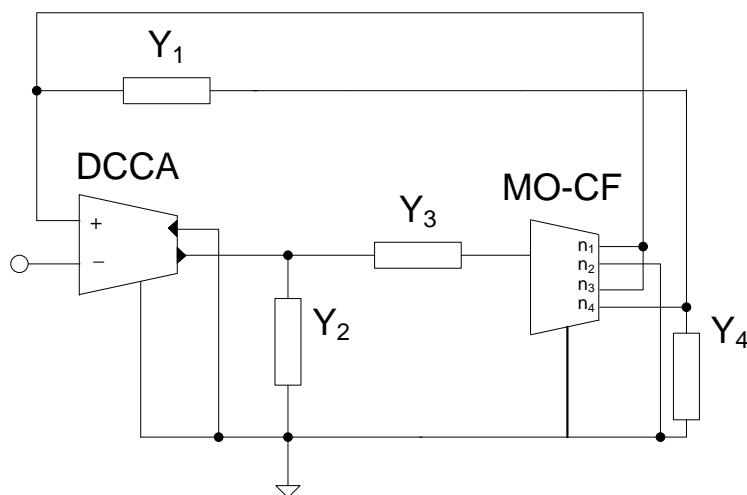 Y₁
DCCA
MO-CF
Y₃
+
−
n₁
n₂
n₃
n₄
Y₂
Y₄